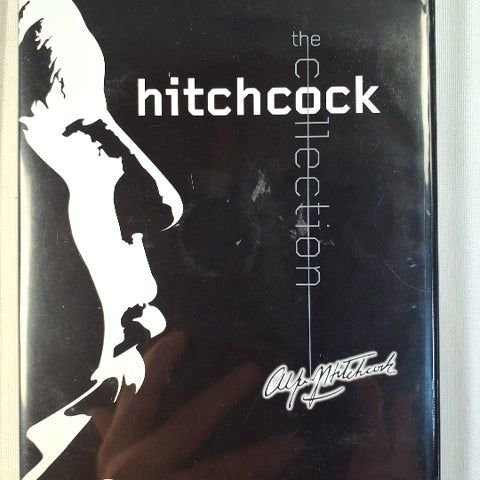 the
hitchcock
collection
Alfred Hitchcock